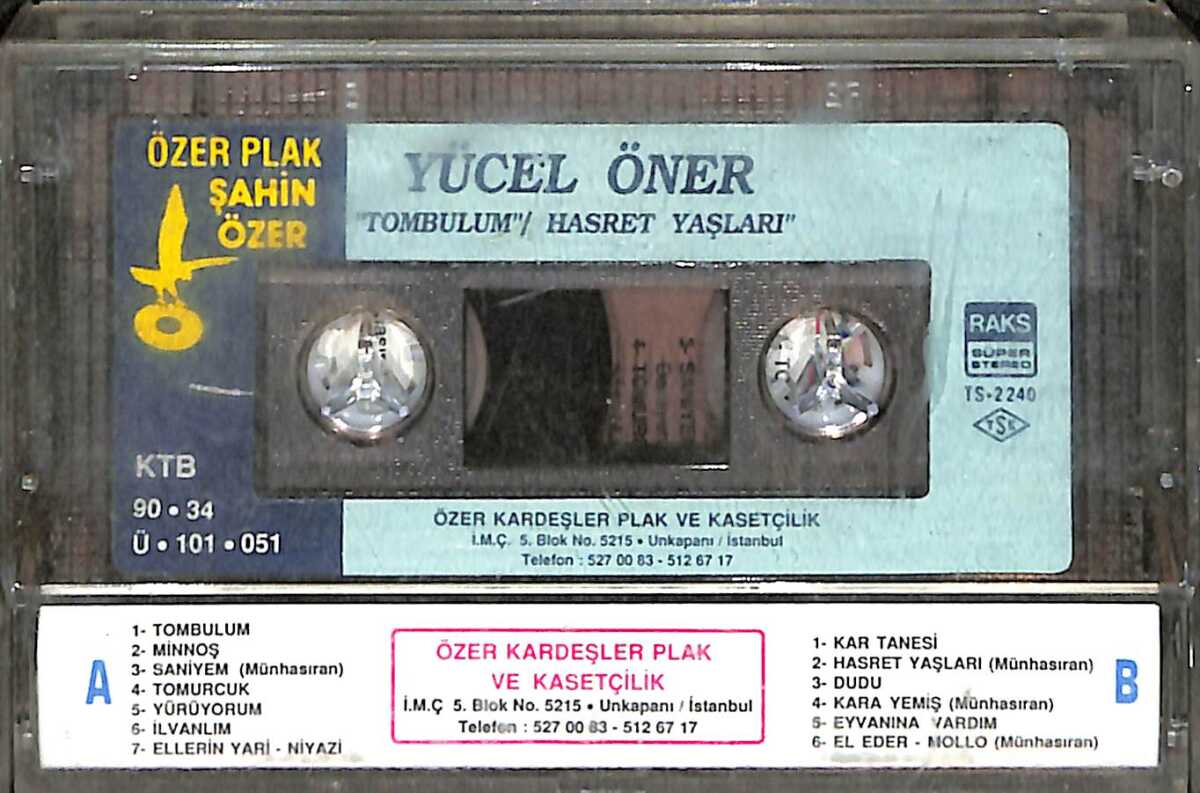 ÖZER PLAK
ŞAHİN
ÖZER
KTB
90 • 34
Ü • 101 • 051
YÜCEL ÖNER
"TOMBULUM"/ HASRET YAŞLARI"
RAKS
SÜPER
STEREO
TS-2240
TSK
ÖZER KARDEŞLER PLAK VE KASETÇİLİK
İ.M.Ç. 5. Blok No. 5215 • Unkapanı / İstanbul
Telefon : 527 00 83 - 512 67 17
A
1- TOMBULUM
2- MİNNOŞ
3- SANİYEM (Münhasıran)
4- TOMURCUK
5- YÜRÜYORUM
6- İLVANLIM
7- ELLERİN YARİ - NİYAZİ
ÖZER KARDEŞLER PLAK
VE KASETÇİLİK
İ.M.Ç 5. Blok No. 5215 • Unkapanı / İstanbul
Telefon : 527 00 83 - 512 67 17
1- KAR TANESİ
2- HASRET YAŞLARI (Münhasıran)
3- DUDU
4- KARA YEMİŞ (Münhasıran)
5- EYVANINA VARDIM
6- EL EDER - MOLLO (Münhasıran)
B